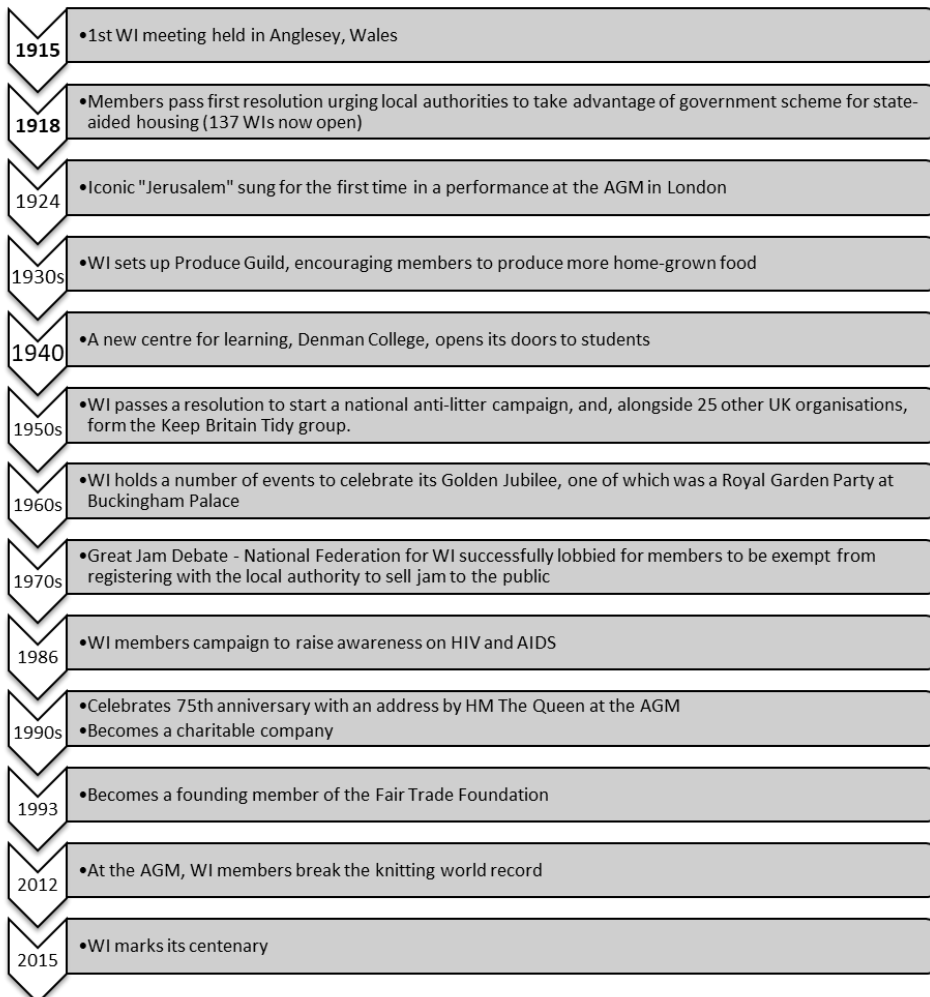 1915
•1st WI meeting held in Anglesey, Wales
1918
•Members pass first resolution urging local authorities to take advantage of government scheme for state-
aided housing (137 WIs now open)
1924
•Iconic "Jerusalem" sung for the first time in a performance at the AGM in London
1930s
•WI sets up Produce Guild, encouraging members to produce more home-grown food
1940
•A new centre for learning, Denman College, opens its doors to students
1950s
•WI passes a resolution to start a national anti-litter campaign, and, alongside 25 other UK organisations,
form the Keep Britain Tidy group.
1960s
•WI holds a number of events to celebrate its Golden Jubilee, one of which was a Royal Garden Party at
Buckingham Palace
1970s
•Great Jam Debate - National Federation for WI successfully lobbied for members to be exempt from
registering with the local authority to sell jam to the public
1986
•WI members campaign to raise awareness on HIV and AIDS
1990s
•Celebrates 75th anniversary with an address by HM The Queen at the AGM
•Becomes a charitable company
1993
•Becomes a founding member of the Fair Trade Foundation
2012
•At the AGM, WI members break the knitting world record
2015
•WI marks its centenary